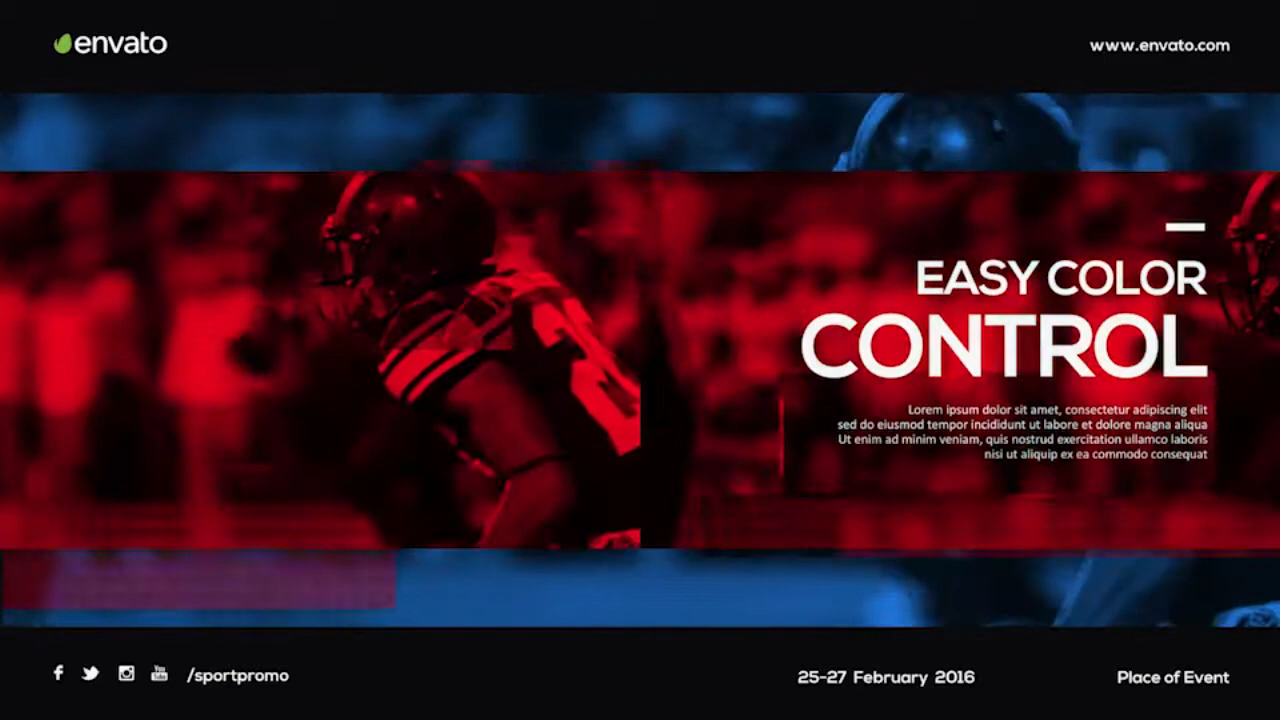 envato
www.envato.com
EASY COLOR
CONTROL
Lorem ipsum dolor sit amet, consectetur adipiscing elit
sed do eiusmod tempor incididunt ut labore et dolore magna aliqua
Ut enim ad minim veniam, quis nostrud exercitation ullamco laboris
nisi ut aliquip ex ea commodo consequat
You Tube
/sportpromo
25-27 February 2016
Place of Event